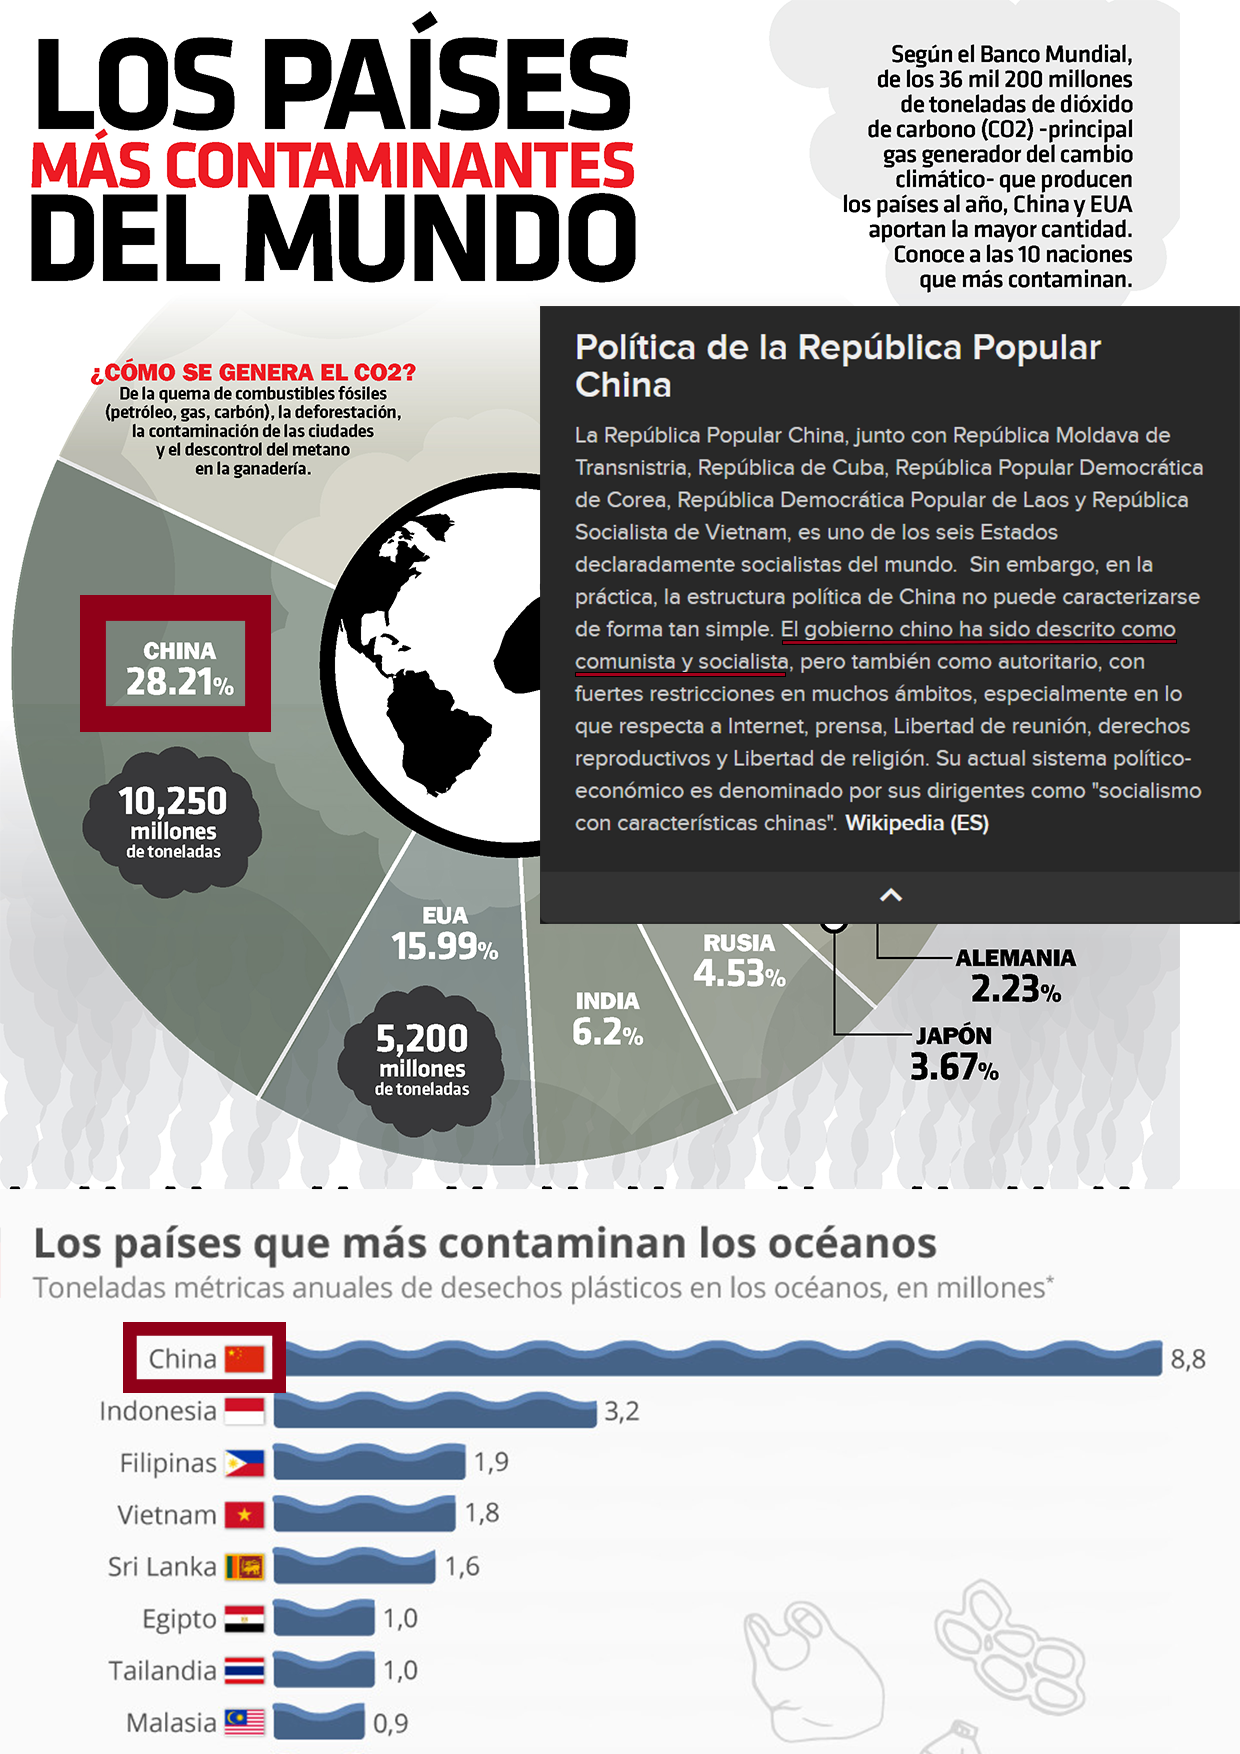 LOS PAÍSES
MÁS CONTAMINANTES
DEL MUNDO
Según el Banco Mundial,
de los 36 mil 200 millones
de toneladas de dióxido
de carbono (CO2) -principal
gas generador del cambio
climático- que producen
los países al año, China y EUA
aportan la mayor cantidad.
Conoce a las 10 naciones
que más contaminan.
¿CÓMO SE GENERA EL CO2?
De la quema de combustibles fósiles
(petróleo, gas, carbón), la deforestación,
la contaminación de las ciudades
y el descontrol del metano
en la ganadería.
Política de la República Popular
China
La República Popular China, junto con República Moldava de
Transnistria, República de Cuba, República Popular Democrática
de Corea, República Democrática Popular de Laos y República
Socialista de Vietnam, es uno de los seis Estados
declaradamente socialistas del mundo. Sin embargo, en la
práctica, la estructura política de China no puede caracterizarse
de forma tan simple. El gobierno chino ha sido descrito como
comunista y socialista, pero también como autoritario, con
fuertes restricciones en muchos ámbitos, especialmente en lo
que respecta a Internet, prensa, Libertad de reunión, derechos
reproductivos y Libertad de religión. Su actual sistema político-
económico es denominado por sus dirigentes como "socialismo
con características chinas". Wikipedia (ES)
CHINA
28.21%
10,250
millones
de toneladas
EUA
15.99%
5,200
millones
de toneladas
INDIA
6.2%
RUSIA
4.53%
ALEMANIA
2.23%
JAPÓN
3.67%
Los países que más contaminan los océanos
Toneladas métricas anuales de desechos plásticos en los océanos, en millones*
China 8,8
Indonesia 3,2
Filipinas 1,9
Vietnam 1,8
Sri Lanka 1,6
Egipto 1,0
Tailandia 1,0
Malasia 0,9